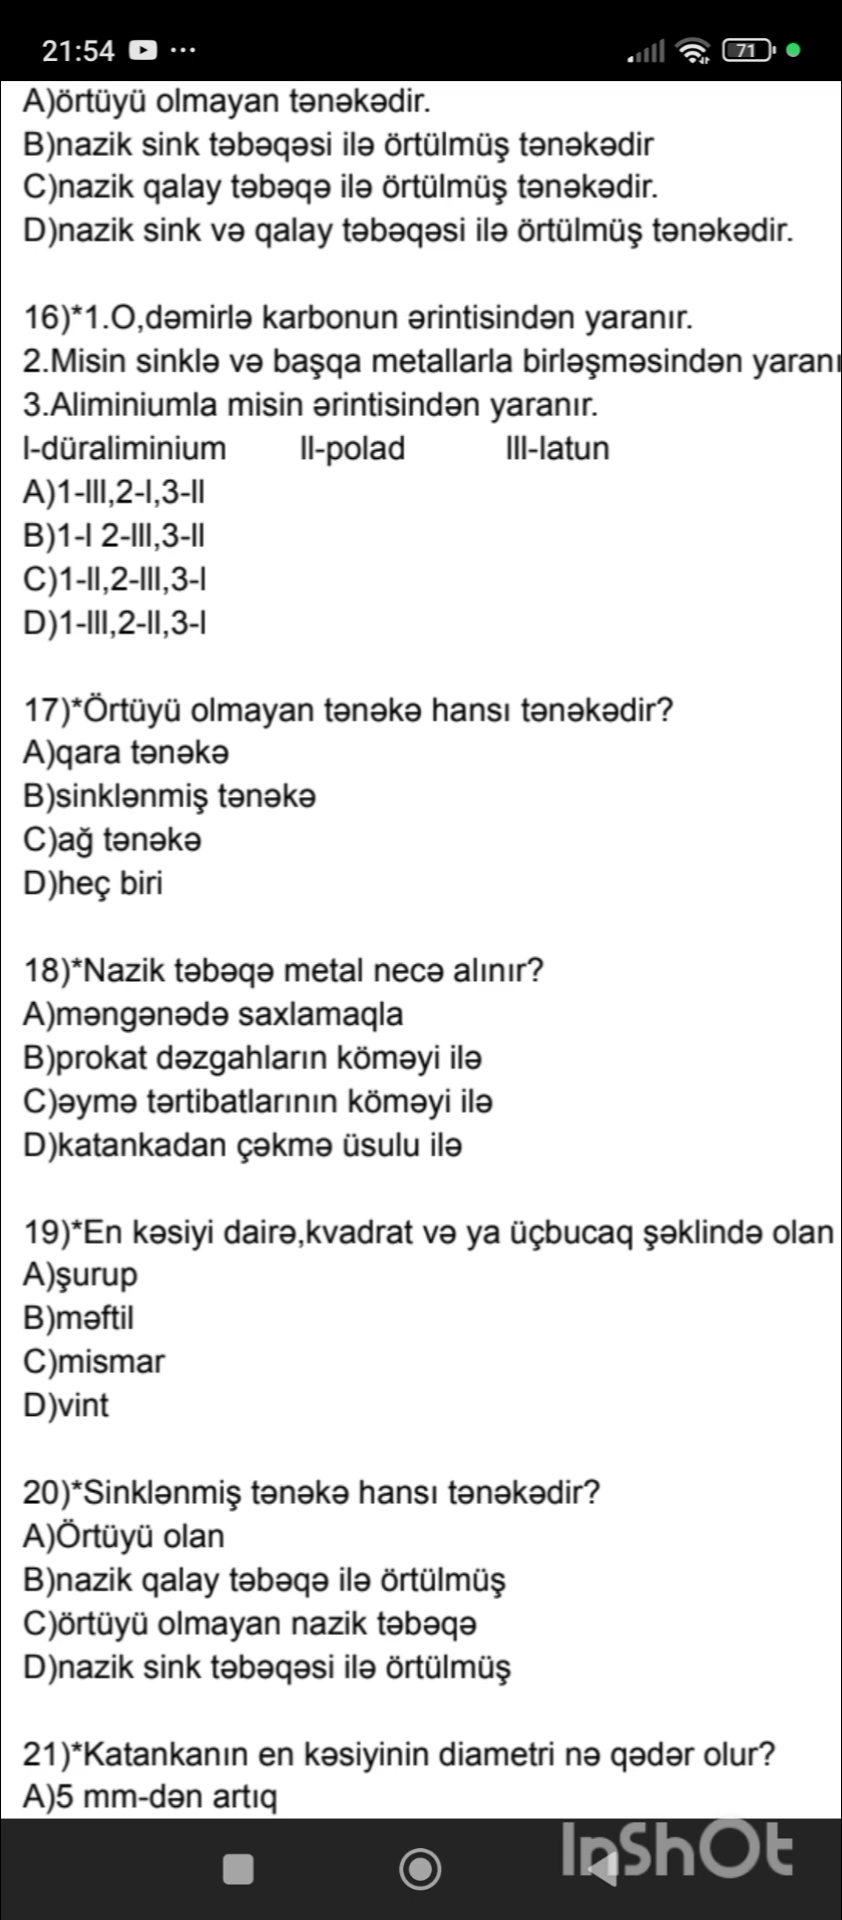 21:54
71
A)örtüyü olmayan tənəkədir.
B)nazik sink təbəqəsi ilə örtülmüş tənəkədir
C)nazik qalay təbəqə ilə örtülmüş tənəkədir.
D)nazik sink və qalay təbəqəsi ilə örtülmüş tənəkədir.
16)*1.O,dəmirlə karbonun ərintisindən yaranır.
2.Misin sinklə və başqa metallarla birləşməsindən yaranı
3.Aliminiumla misin ərintisindən yaranır.
I-düraliminium II-polad III-latun
A)1-III,2-I,3-II
B)1-I 2-III,3-II
C)1-II,2-III,3-I
D)1-III,2-II,3-I
17)*Örtüyü olmayan tənəkə hansı tənəkədir?
A)qara tənəkə
B)sinklənmiş tənəkə
C)ağ tənəkə
D)heç biri
18)*Nazik təbəqə metal necə alınır?
A)məngənədə saxlamaqla
B)prokat dəzgahların köməyi ilə
C)əymə tərtibatlarının köməyi ilə
D)katankadan çəkmə üsulu ilə
19)*En kəsiyi dairə,kvadrat və ya üçbucaq şəklində olan
A)şurup
B)məftil
C)mismar
D)vint
20)*Sinklənmiş tənəkə hansı tənəkədir?
A)Örtüyü olan
B)nazik qalay təbəqə ilə örtülmüş
C)örtüyü olmayan nazik təbəqə
D)nazik sink təbəqəsi ilə örtülmüş
21)*Katankanın en kəsiyinin diametri nə qədər olur?
A)5 mm-dən artıq
InShOt